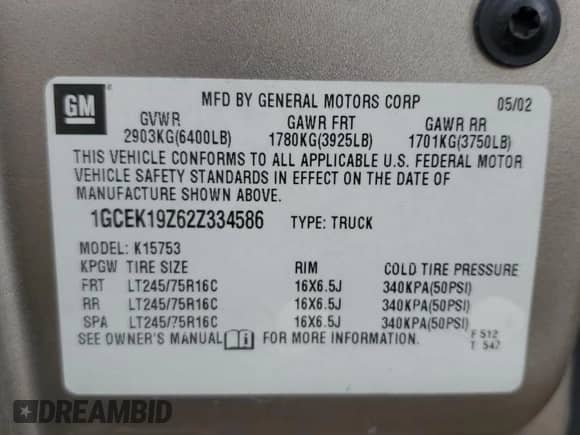 GM
MFD BY GENERAL MOTORS CORP 05/02
GVWR GAWR FRT GAWR RR
2903KG(6400LB) 1780KG(3925LB) 1701KG(3750LB)
THIS VEHICLE CONFORMS TO ALL APPLICABLE U.S. FEDERAL MOTOR
VEHICLE SAFETY STANDARDS IN EFFECT ON THE DATE OF
MANUFACTURE SHOWN ABOVE.
1GCEK19Z62Z334586 TYPE: TRUCK
MODEL: K15753
KPGW TIRE SIZE RIM COLD TIRE PRESSURE
FRT LT245/75R16C 16X6.5J 340KPA(50PSI)
RR LT245/75R16C 16X6.5J 340KPA(50PSI)
SPA LT245/75R16C 16X6.5J 340KPA(50PSI)
SEE OWNER'S MANUAL FOR MORE INFORMATION.
F 512
T: 547
DREAMBID